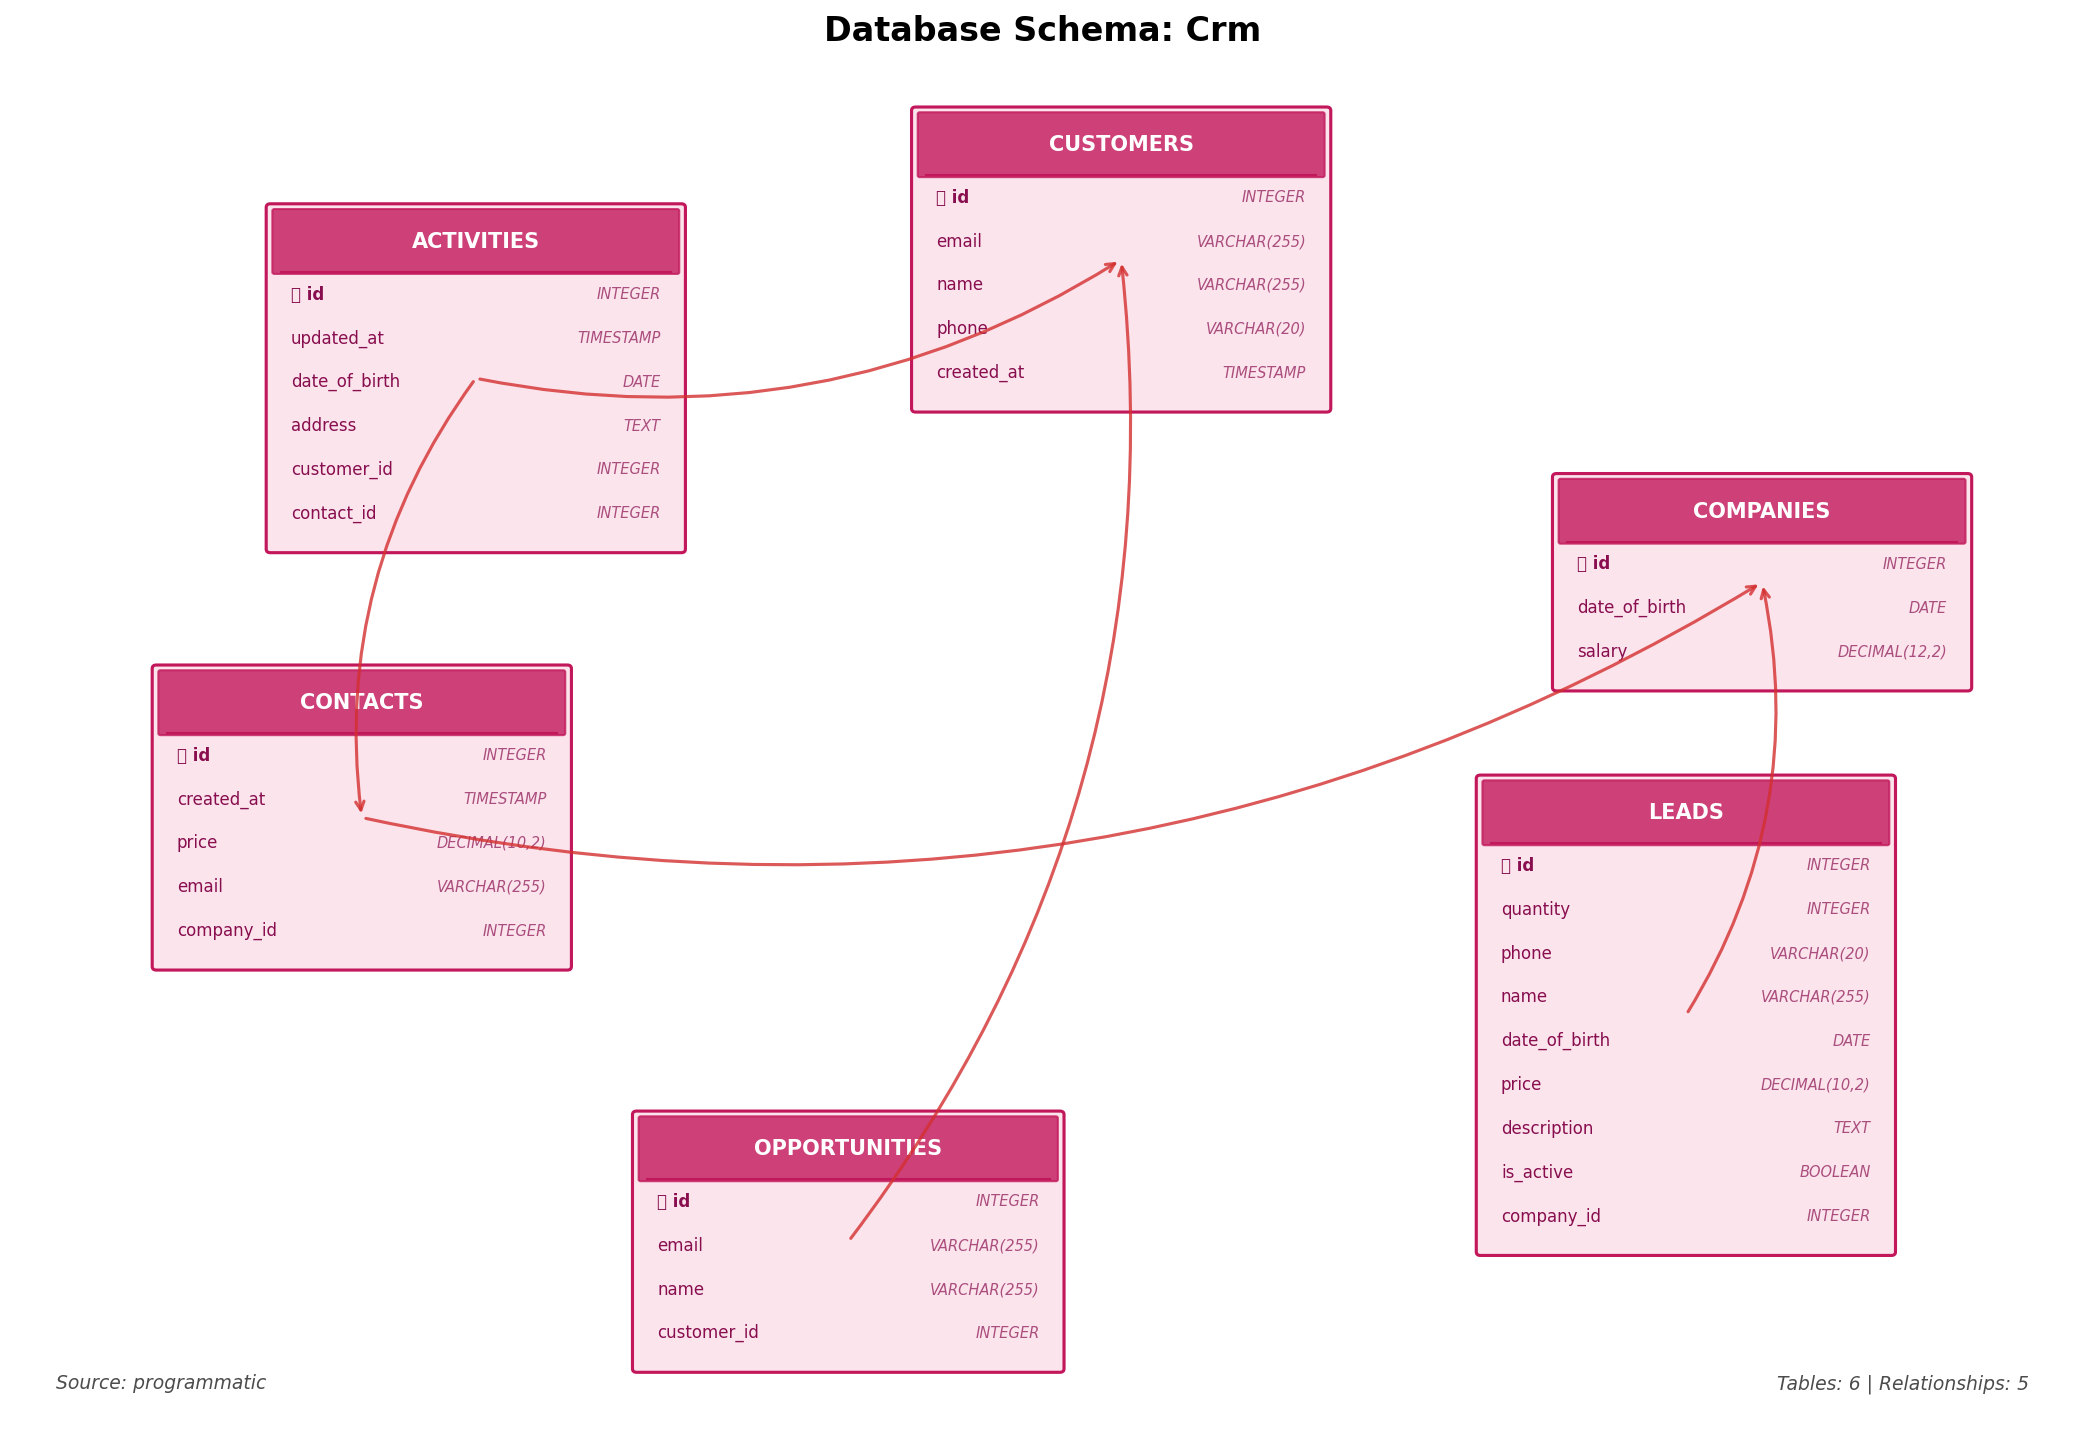 Database Schema: Crm
CUSTOMERS
id INTEGER
email VARCHAR(255)
name VARCHAR(255)
phone VARCHAR(20)
created_at TIMESTAMP
ACTIVITIES
id INTEGER
updated_at TIMESTAMP
date_of_birth DATE
address TEXT
customer_id INTEGER
contact_id INTEGER
COMPANIES
id INTEGER
date_of_birth DATE
salary DECIMAL(12,2)
CONTACTS
id INTEGER
created_at TIMESTAMP
price DECIMAL(10,2)
email VARCHAR(255)
company_id INTEGER
LEADS
id INTEGER
quantity INTEGER
phone VARCHAR(20)
name VARCHAR(255)
date_of_birth DATE
price DECIMAL(10,2)
description TEXT
is_active BOOLEAN
company_id INTEGER
OPPORTUNITIES
id INTEGER
email VARCHAR(255)
name VARCHAR(255)
customer_id INTEGER
Source: programmatic
Tables: 6 | Relationships: 5